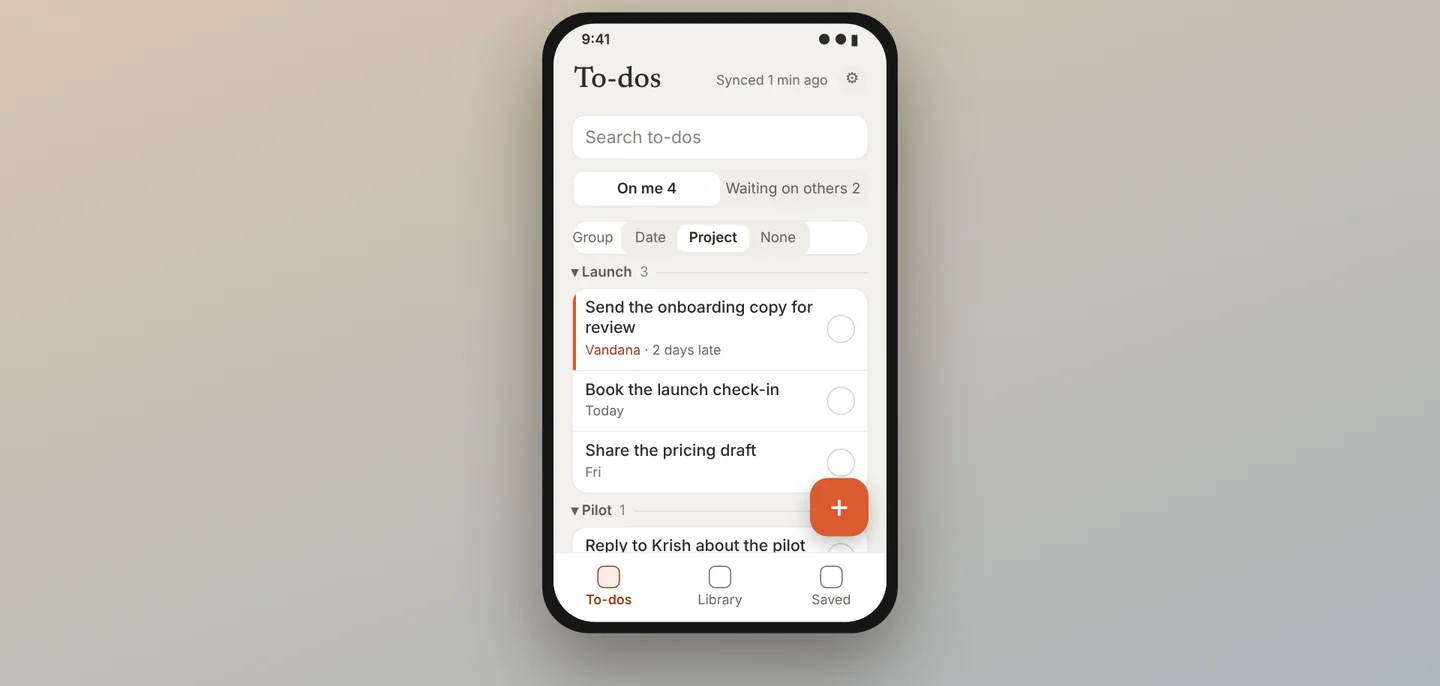 9:41
To-dos
Synced 1 min ago
Search to-dos
On me 4
Waiting on others 2
Group
Date
Project
None
Launch 3
Send the onboarding copy for
review
Vandana · 2 days late
Book the launch check-in
Today
Share the pricing draft
Fri
+
Pilot 1
Reply to Krish about the pilot
To-dos
Library
Saved